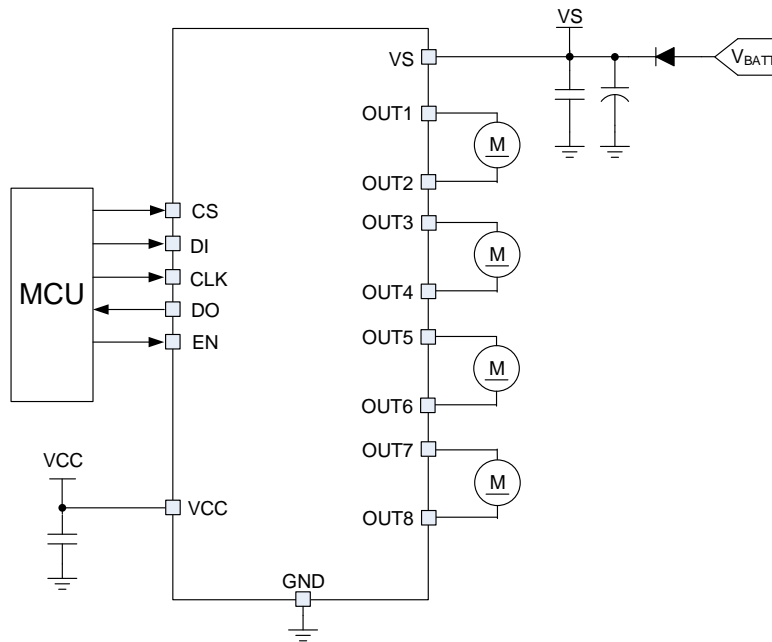 VS
VS
V_BATT
OUT1
M
OUT2
CS
OUT3
DI
M
CLK
MCU
OUT4
DO
EN
OUT5
M
OUT6
OUT7
VCC
M
VCC
OUT8
GND